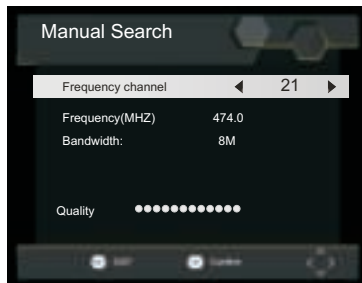 Manual Search
Frequency channel 21
Frequency(MHZ) 474.0
Bandwidth: 8M
Quality